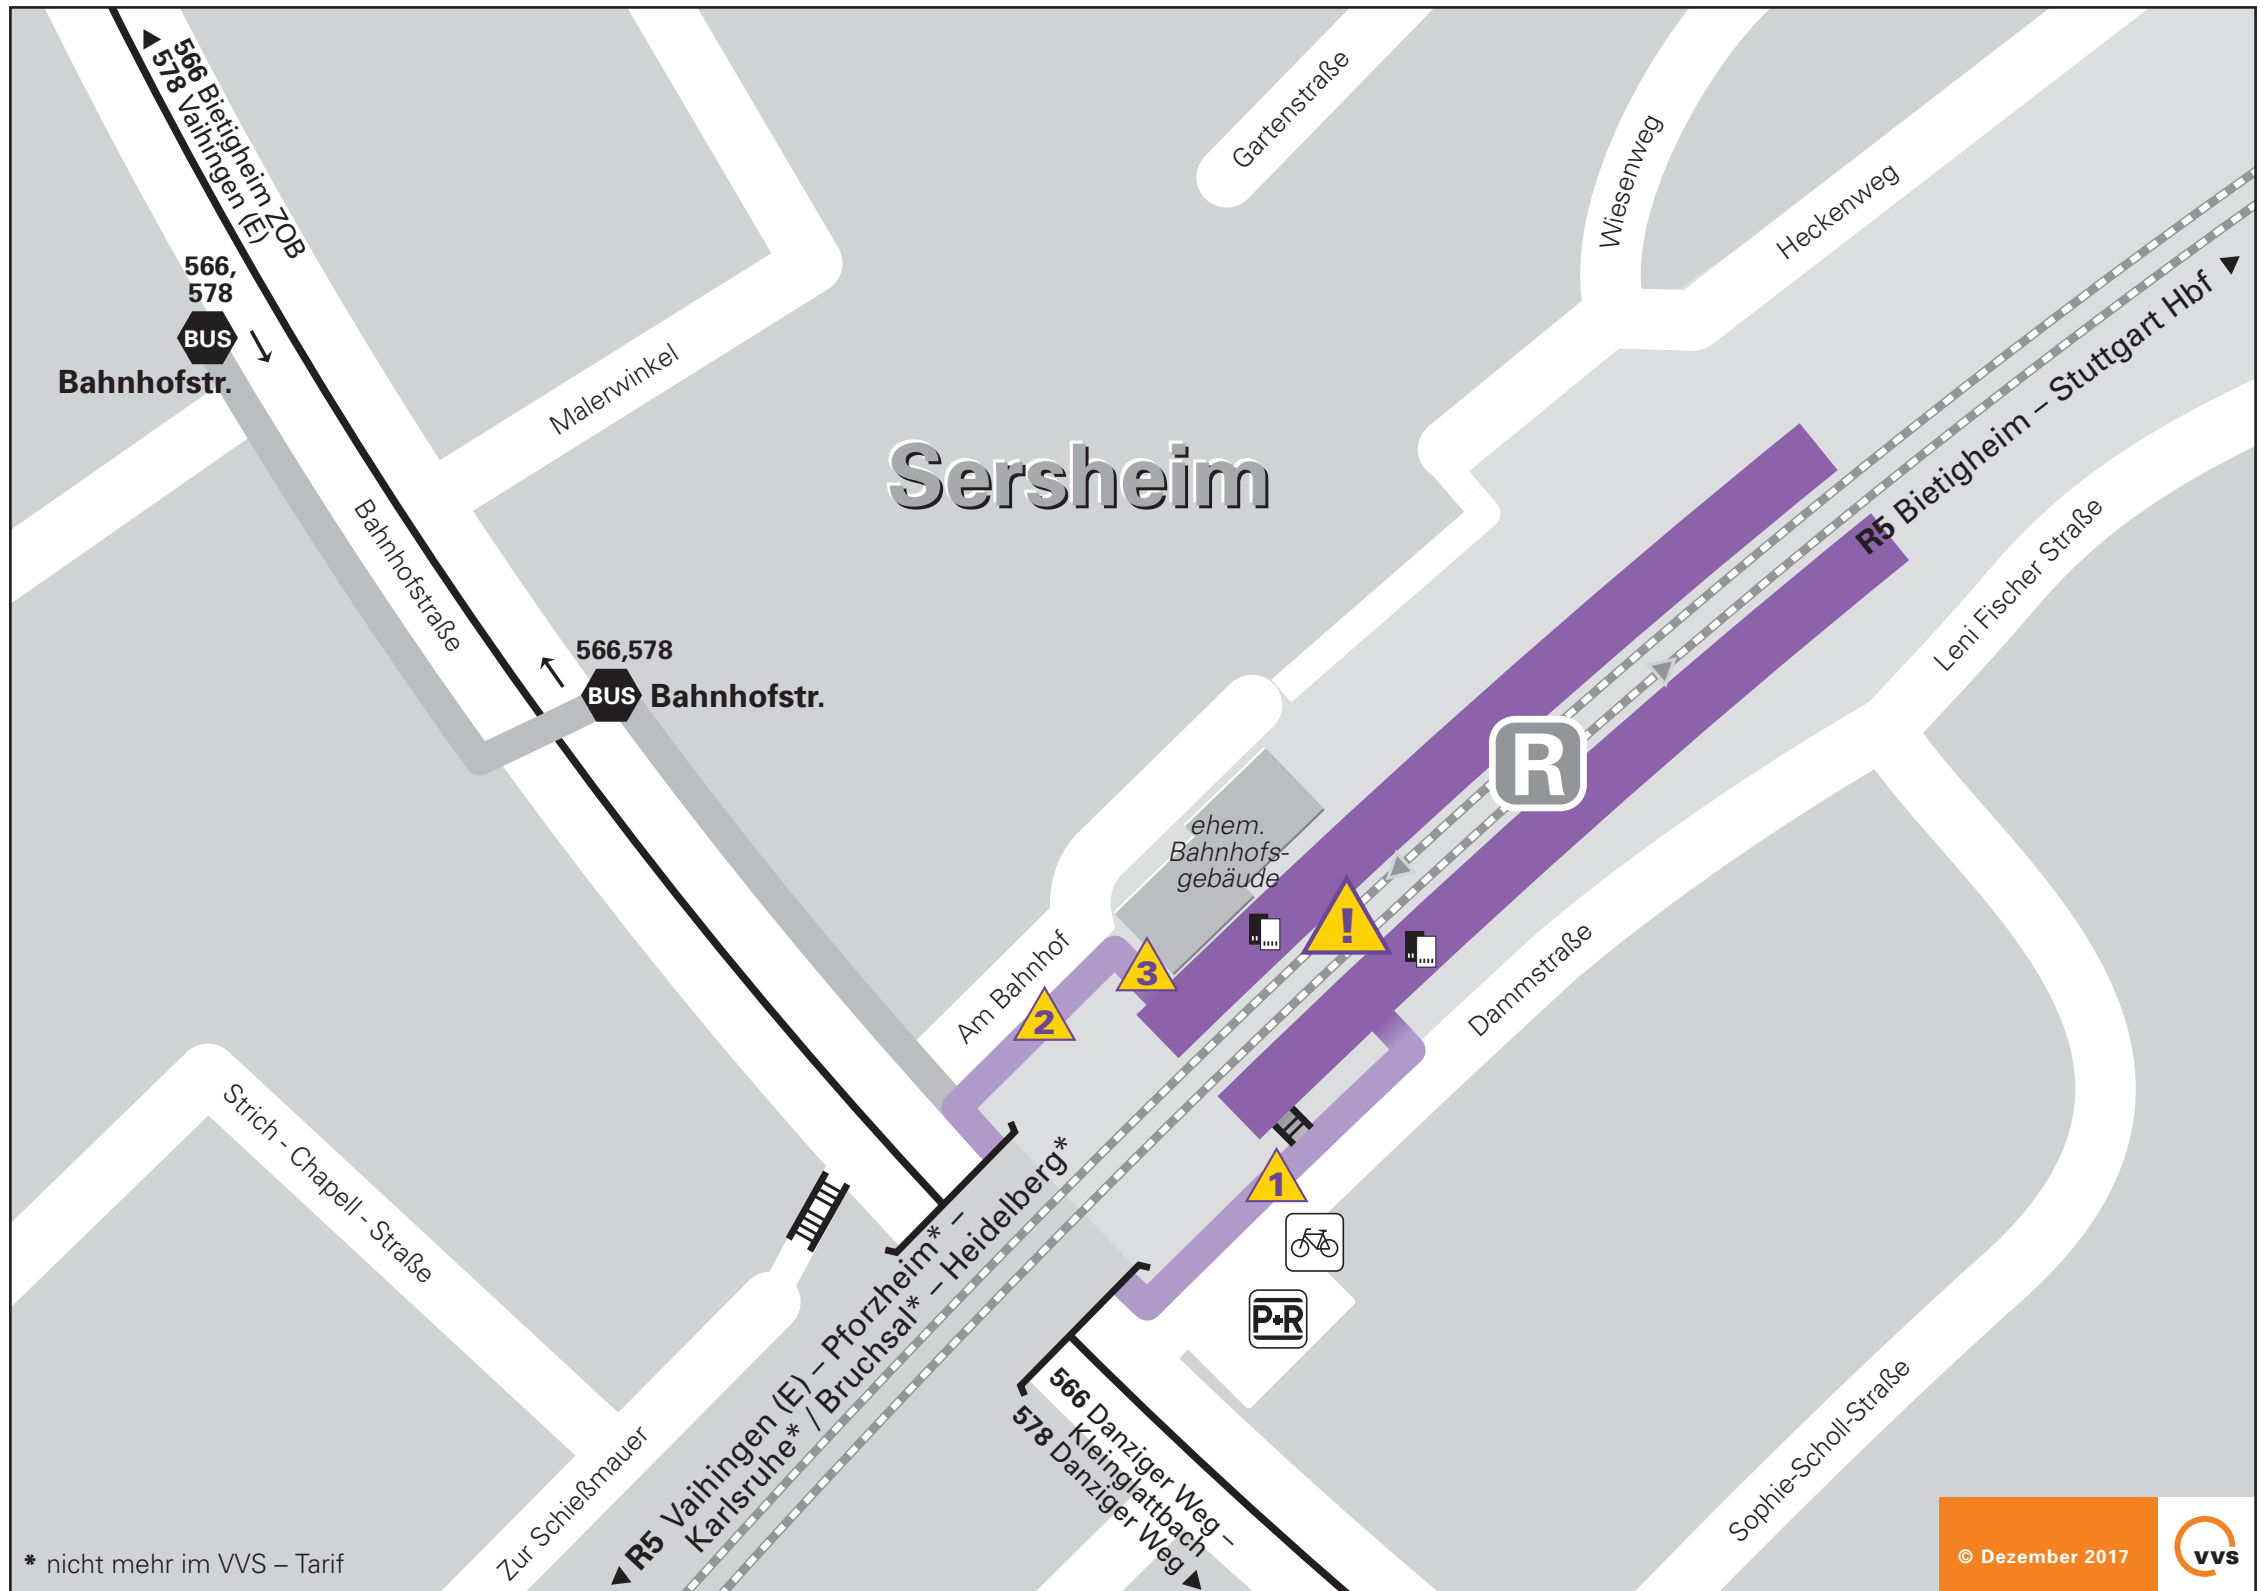 566 Bietigheim ZOB
578 Vaihingen (E)
566,
578
BUS
Bahnhofstr.
Malerwinkel
Gartenstraße
Wiesenweg
Heckenweg
Sersheim
R5 Bietigheim – Stuttgart Hbf
Leni Fischer Straße
Bahnhofstraße
566,578
BUS
Bahnhofstr.
R
ehem.
Bahnhofs-
gebäude
!
3
2
1
Am Bahnhof
Dammstraße
Strich - Chapell - Straße
Zur Schießmauer
R5 Vaihingen (E) – Pforzheim* –
Karlsruhe* / Bruchsal* – Heidelberg*
P+R
566 Danziger Weg –
Kleinglattbach
578 Danziger Weg
Sophie-Scholl-Straße
* nicht mehr im VVS – Tarif
© Dezember 2017
vvs